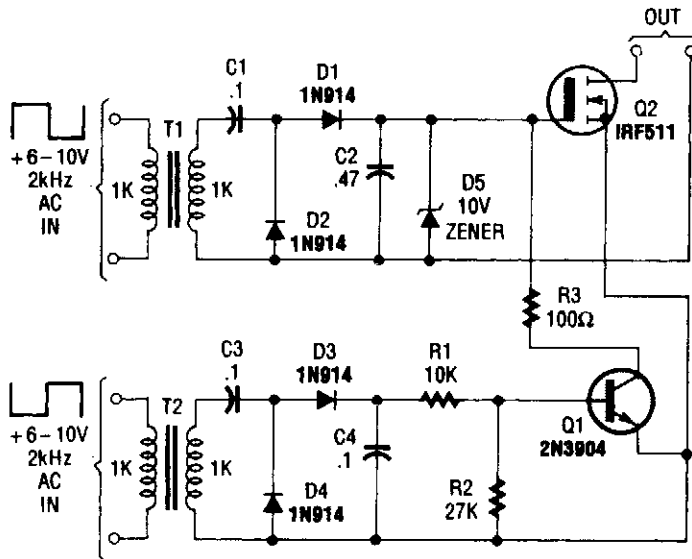 OUT
C1
.1
D1
1N914
Q2
IRF511
T1
+6–10V
2kHz
AC
IN
1K
1K
C2
.47
D5
10V
ZENER
D2
1N914
R3
100Ω
C3
.1
D3
1N914
R1
10K
T2
+6–10V
2kHz
AC
IN
1K
1K
C4
.1
Q1
2N3904
D4
1N914
R2
27K